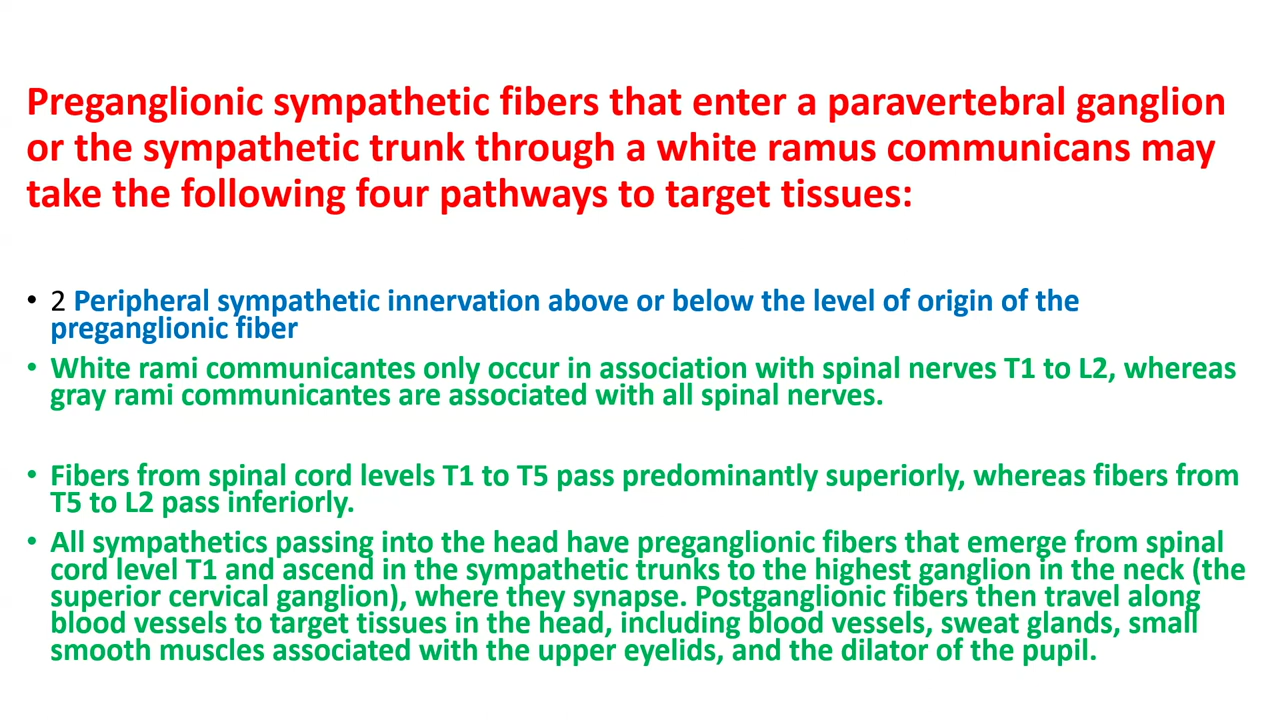 Preganglionic sympathetic fibers that enter a paravertebral ganglion
or the sympathetic trunk through a white ramus communicans may
take the following four pathways to target tissues:
• 2 Peripheral sympathetic innervation above or below the level of origin of the
preganglionic fiber
• White rami communicantes only occur in association with spinal nerves T1 to L2, whereas
gray rami communicantes are associated with all spinal nerves.
• Fibers from spinal cord levels T1 to T5 pass predominantly superiorly, whereas fibers from
T5 to L2 pass inferiorly.
• All sympathetics passing into the head have preganglionic fibers that emerge from spinal
cord level T1 and ascend in the sympathetic trunks to the highest ganglion in the neck (the
superior cervical ganglion), where they synapse. Postganglionic fibers then travel along
blood vessels to target tissues in the head, including blood vessels, sweat glands, small
smooth muscles associated with the upper eyelids, and the dilator of the pupil.